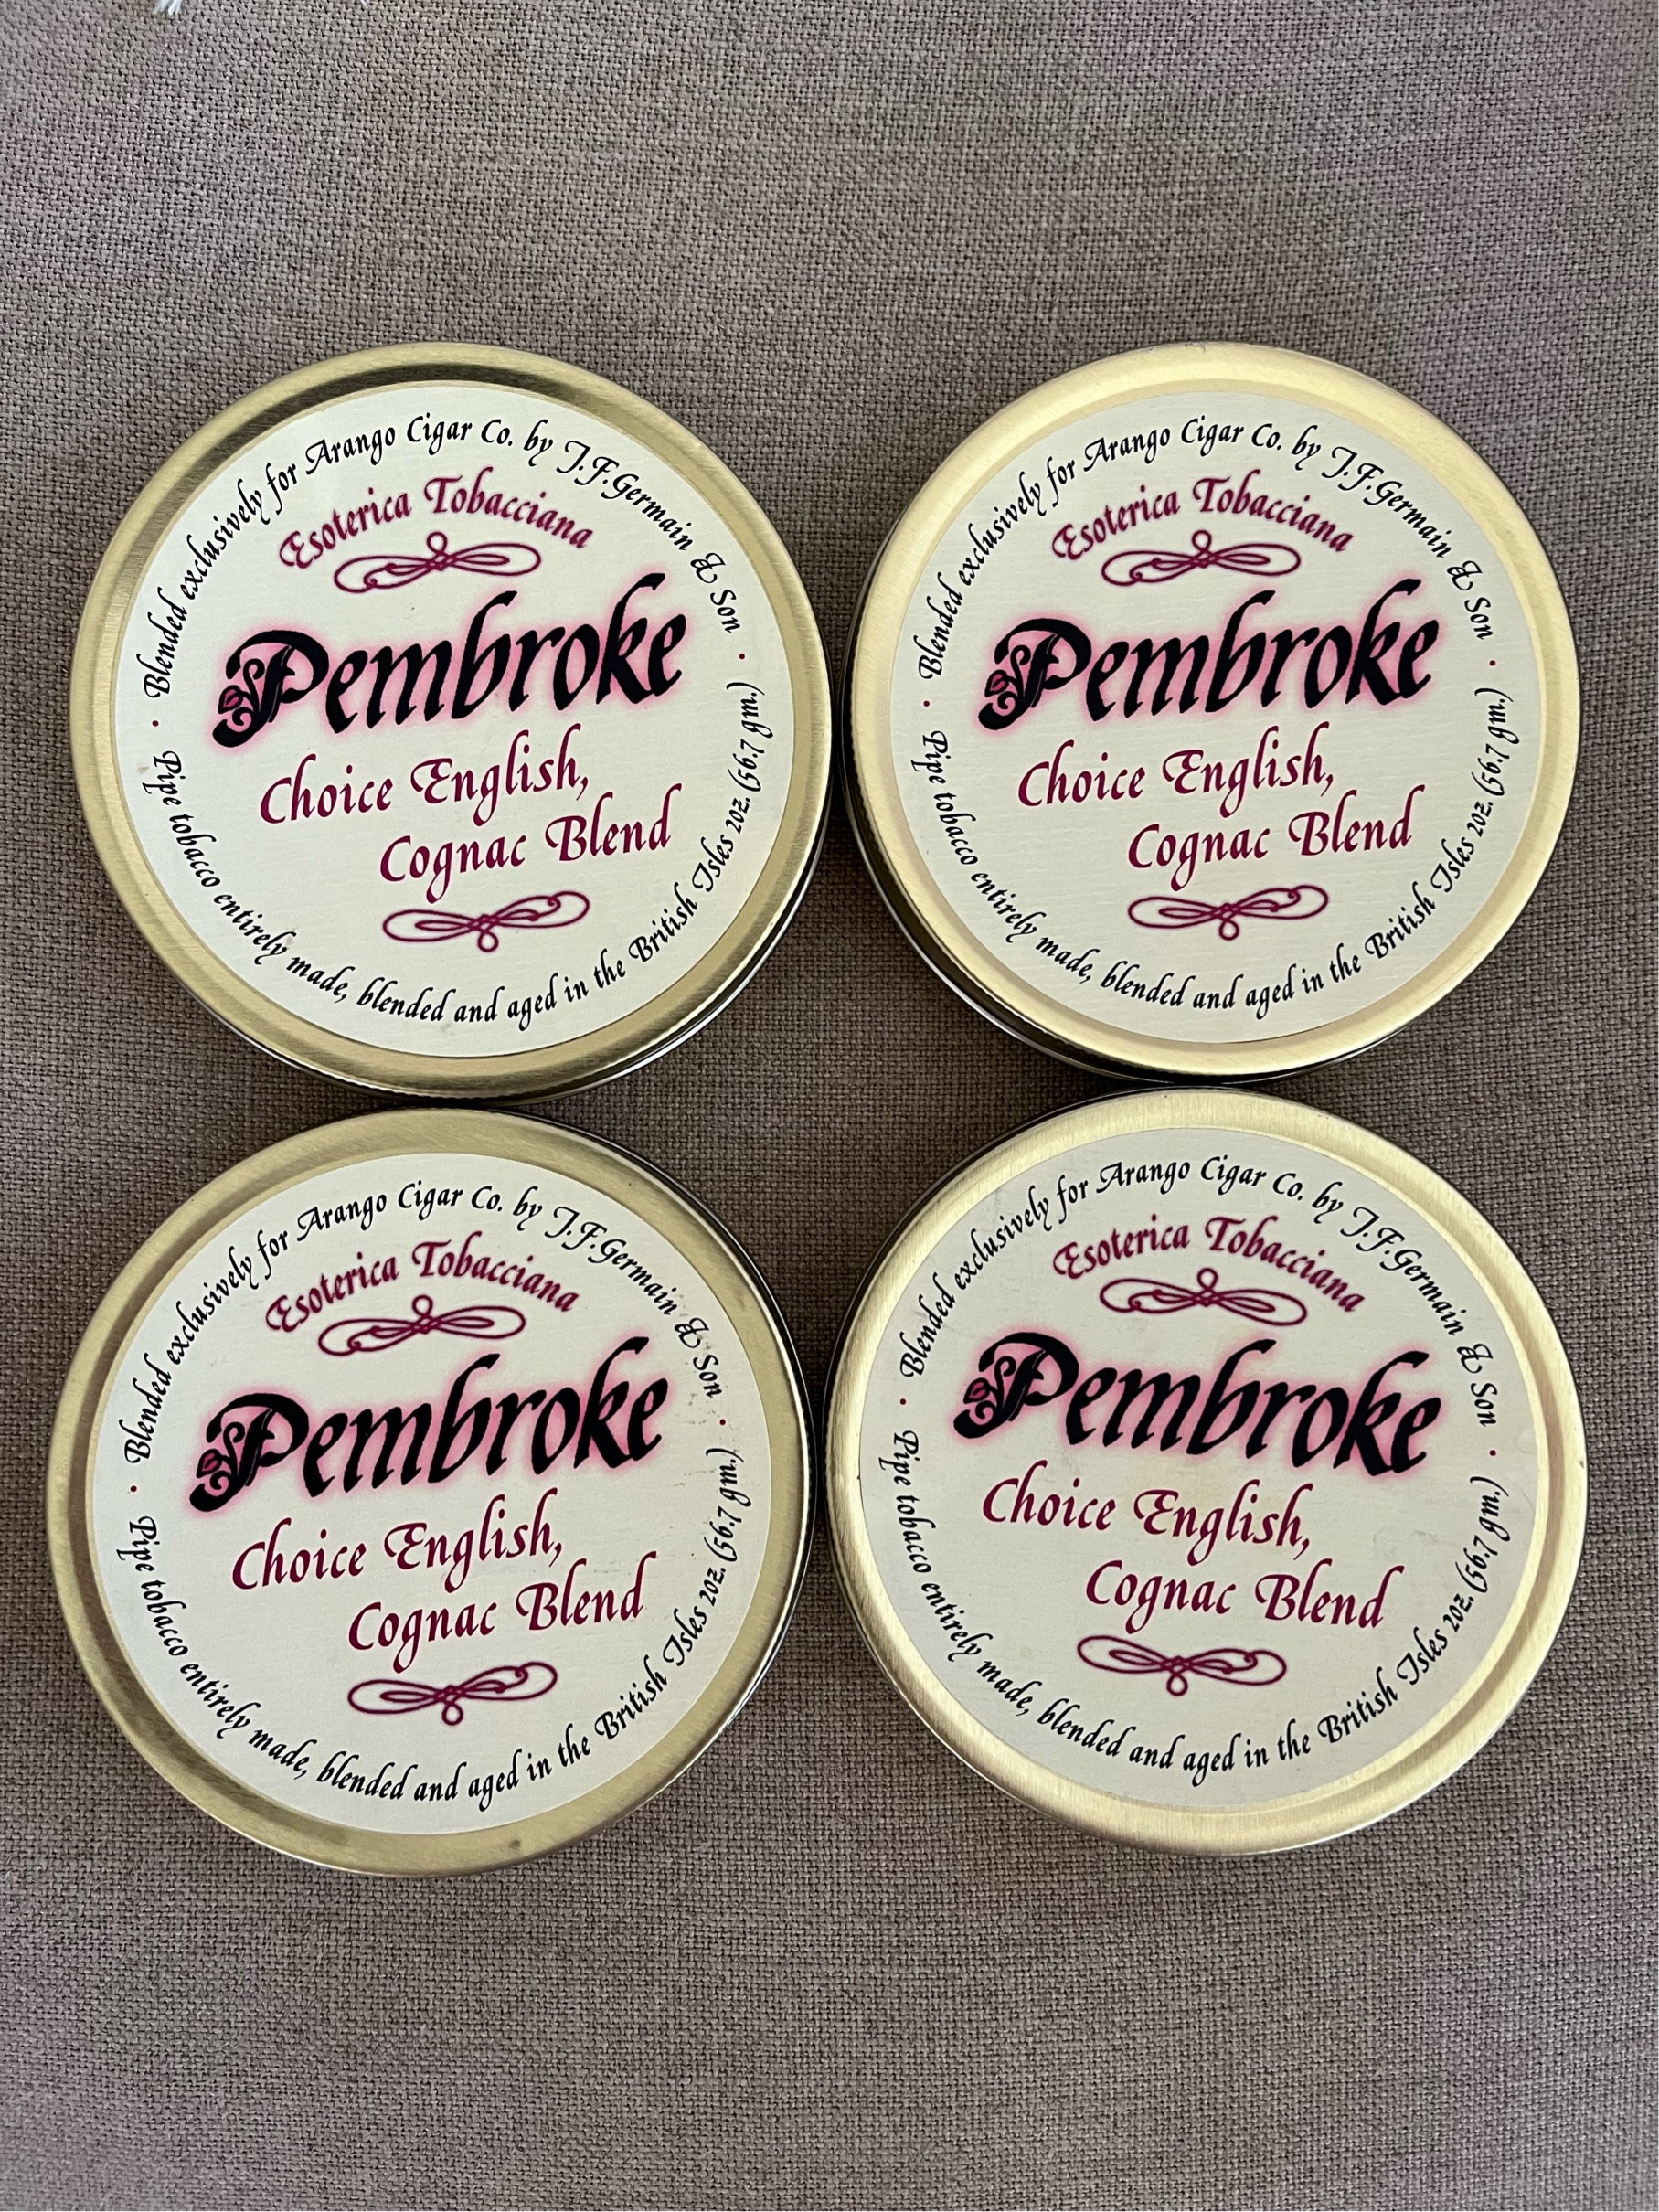 Blended exclusively for Arango Cigar Co. by J.F.Germain & Son
Esoterica Tobacciana
Pembroke
Choice English,
Cognac Blend
Pipe tobacco entirely made, blended and aged in the British Isles 2oz. (56.7 gm.)
Blended exclusively for Arango Cigar Co. by J.F.Germain & Son
Esoterica Tobacciana
Pembroke
Choice English,
Cognac Blend
Pipe tobacco entirely made, blended and aged in the British Isles 2oz. (56.7 gm.)
Blended exclusively for Arango Cigar Co. by J.F.Germain & Son
Esoterica Tobacciana
Pembroke
Choice English,
Cognac Blend
Pipe tobacco entirely made, blended and aged in the British Isles 2oz. (56.7 gm.)
Blended exclusively for Arango Cigar Co. by J.F.Germain & Son
Esoterica Tobacciana
Pembroke
Choice English,
Cognac Blend
Pipe tobacco entirely made, blended and aged in the British Isles 2oz. (56.7 gm.)